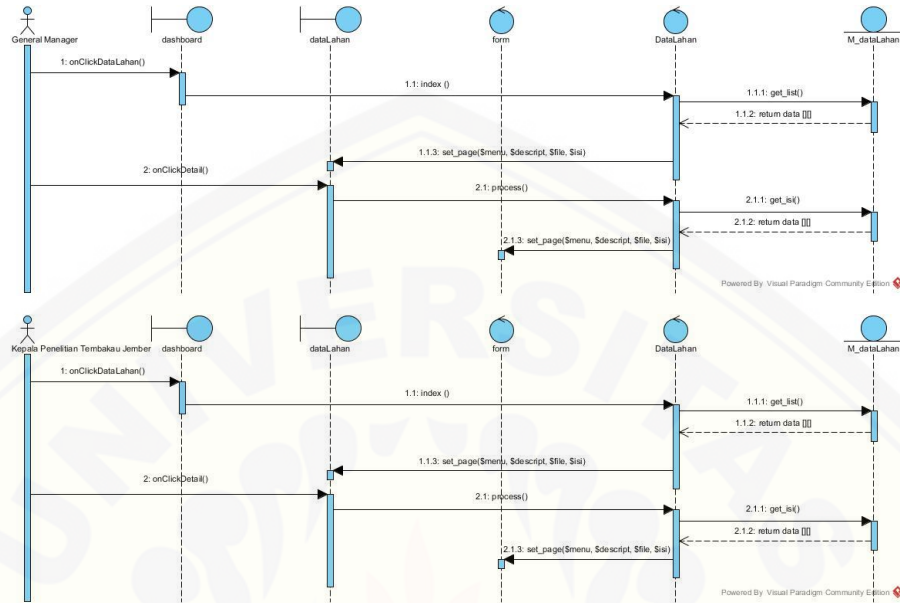 General Manager
dashboard
dataLahan
form
DataLahan
M_dataLahan
1: onClickDataLahan()
1.1: index ()
1.1.1: get_list()
1.1.2: return data [][]
1.1.3: set_page($menu, $descript, $file, $isi)
2: onClickDetail()
2.1: process()
2.1.1: get_isi()
2.1.2: return data [][]
2.1.3: set_page($menu, $descript, $file, $isi)
Powered By Visual Paradigm Community Edition
Kepala Penelitian Tembakau Jember
dashboard
dataLahan
form
DataLahan
M_dataLahan
1: onClickDataLahan()
1.1: index ()
1.1.1: get_list()
1.1.2: return data [][]
1.1.3: set_page($menu, $descript, $file, $isi)
2: onClickDetail()
2.1: process()
2.1.1: get_isi()
2.1.2: return data [][]
2.1.3: set_page($menu, $descript, $file, $isi)
Powered By Visual Paradigm Community Edition
UNIVERSITAS